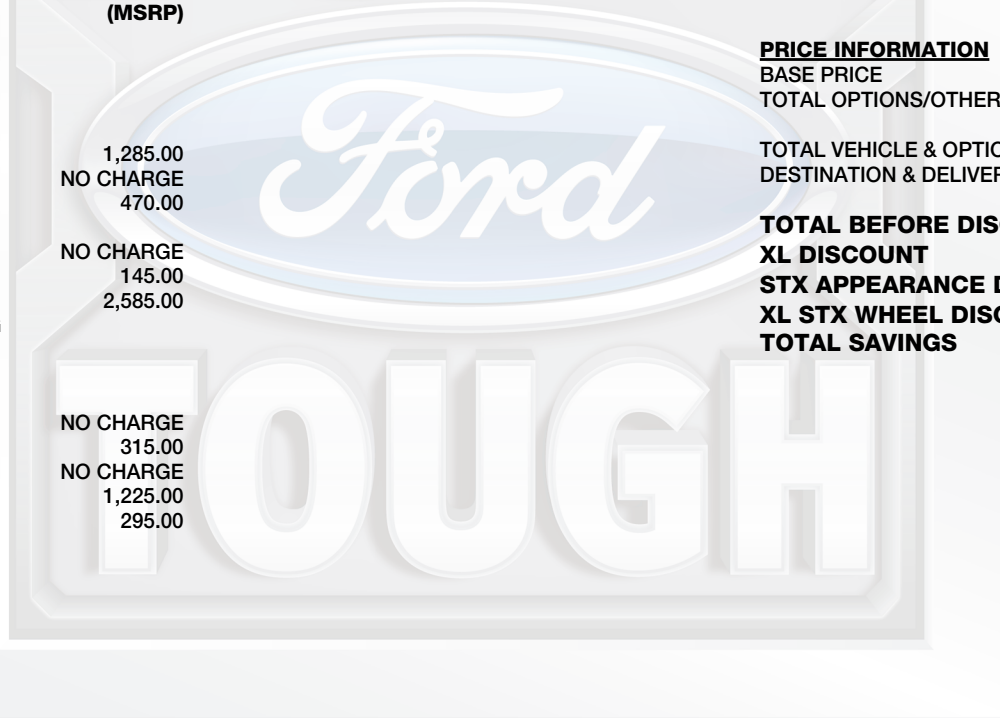 (MSRP)
1,285.00
NO CHARGE
470.00
NO CHARGE
145.00
2,585.00
NO CHARGE
315.00
NO CHARGE
1,225.00
295.00
PRICE INFORMATION
BASE PRICE
TOTAL OPTIONS/OTHER
TOTAL VEHICLE & OPTIO
DESTINATION & DELIVER
TOTAL BEFORE DISC
XL DISCOUNT
STX APPEARANCE D
XL STX WHEEL DISC
TOTAL SAVINGS
Ford
TOUGH